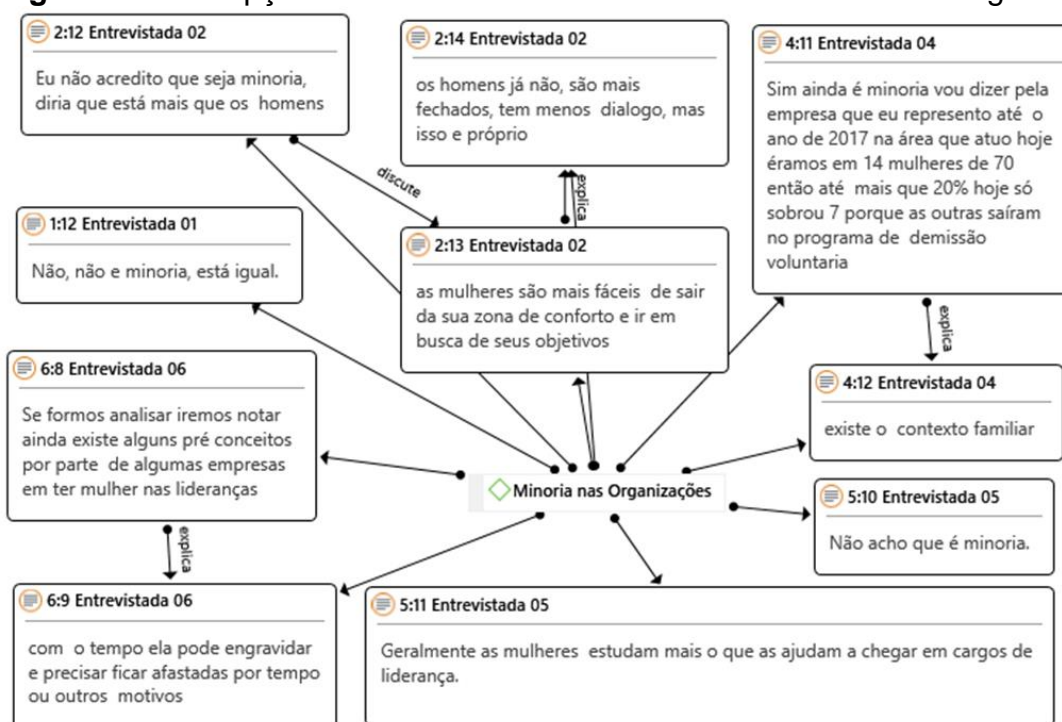 2:12 Entrevistada 02
Eu não acredito que seja minoria,
diria que está mais que os homens
2:14 Entrevistada 02
os homens já não, são mais
fechados, tem menos dialogo, mas
isso e próprio
4:11 Entrevistada 04
Sim ainda é minoria vou dizer pela
empresa que eu represento até o
ano de 2017 na área que atuo hoje
éramos em 14 mulheres de 70
então até mais que 20% hoje só
sobrou 7 porque as outras saíram
no programa de demissão
voluntaria
discute
explica
1:12 Entrevistada 01
Não, não e minoria, está igual.
2:13 Entrevistada 02
as mulheres são mais fáceis de sair
da sua zona de conforto e ir em
busca de seus objetivos
explica
6:8 Entrevistada 06
Se formos analisar iremos notar
ainda existe alguns pré conceitos
por parte de algumas empresas
em ter mulher nas lideranças
4:12 Entrevistada 04
existe o contexto familiar
Minoria nas Organizações
5:10 Entrevistada 05
Não acho que é minoria.
explica
6:9 Entrevistada 06
com o tempo ela pode engravidar
e precisar ficar afastadas por tempo
ou outros motivos
5:11 Entrevistada 05
Geralmente as mulheres estudam mais o que as ajudam a chegar em cargos de
liderança.